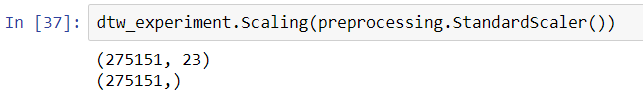 In [37]: dtw_experiment.Scaling(preprocessing.StandardScaler())
(275151, 23)
(275151,)